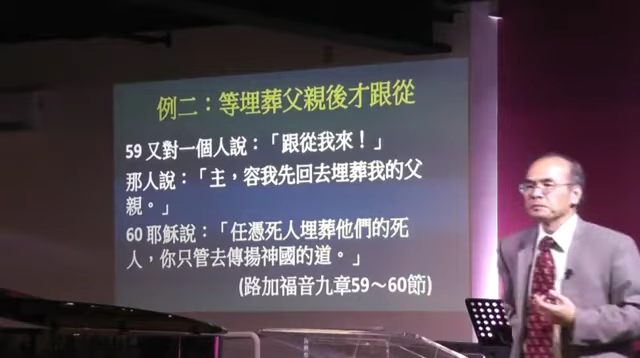 例二：等埋葬父親後才跟從
59 又對一個人說：「跟從我來！」
那人說：「主，容我先回去埋葬我的父
親。」
60 耶穌說：「任憑死人埋葬他們的死
人，你只管去傳揚神國的道。」
(路加福音九章59～60節)